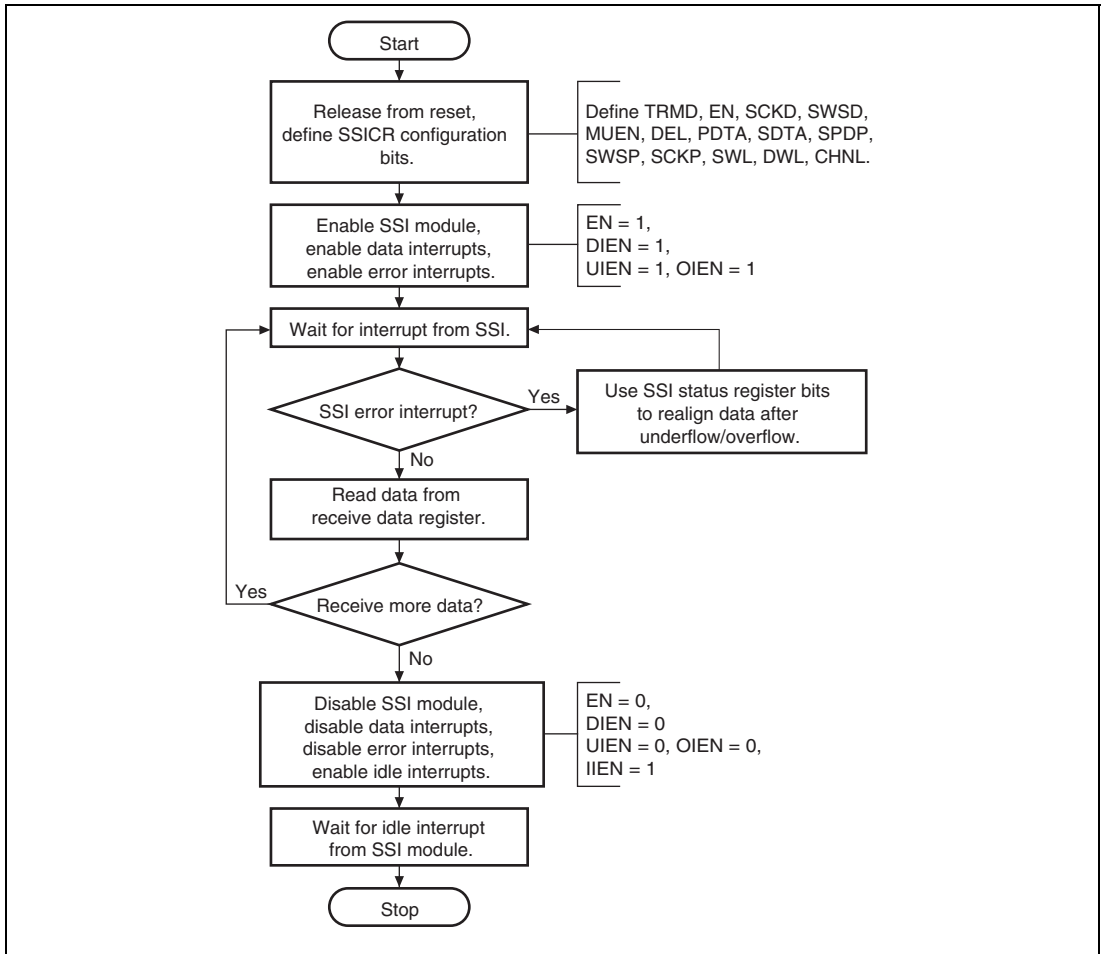 Start
Release from reset,
define SSICR configuration
bits.
Define TRMD, EN, SCKD, SWSD,
MUEN, DEL, PDTA, SDTA, SPDP,
SWSP, SCKP, SWL, DWL, CHNL.
Enable SSI module,
enable data interrupts,
enable error interrupts.
EN = 1,
DIEN = 1,
UIEN = 1, OIEN = 1
Wait for interrupt from SSI.
SSI error interrupt?
Yes
Use SSI status register bits
to realign data after
underflow/overflow.
No
Read data from
receive data register.
Yes
Receive more data?
No
Disable SSI module,
disable data interrupts,
disable error interrupts,
enable idle interrupts.
EN = 0,
DIEN = 0
UIEN = 0, OIEN = 0,
IIEN = 1
Wait for idle interrupt
from SSI module.
Stop